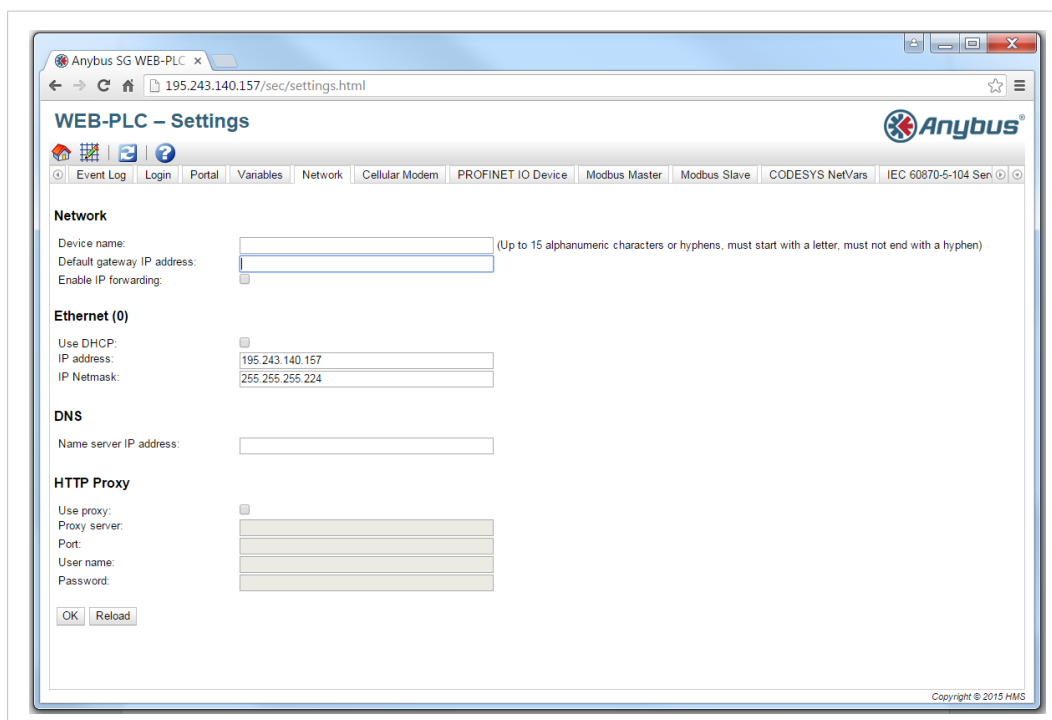 Anybus SG WEB-PLC
195.243.140.157/sec/settings.html
WEB-PLC – Settings
Anybus®
Event Log Login Portal Variables Network Cellular Modem PROFINET IO Device Modbus Master Modbus Slave CODESYS NetVars IEC 60870-5-104
Network
Device name: (Up to 15 alphanumeric characters or hyphens, must start with a letter, must not end with a hyphen)
Default gateway IP address:
Enable IP forwarding:
Ethernet (0)
Use DHCP:
IP address: 195.243.140.157
IP Netmask: 255.255.255.224
DNS
Name server IP address:
HTTP Proxy
Use proxy:
Proxy server:
Port:
User name:
Password:
OK Reload
Copyright © 2015 HMS